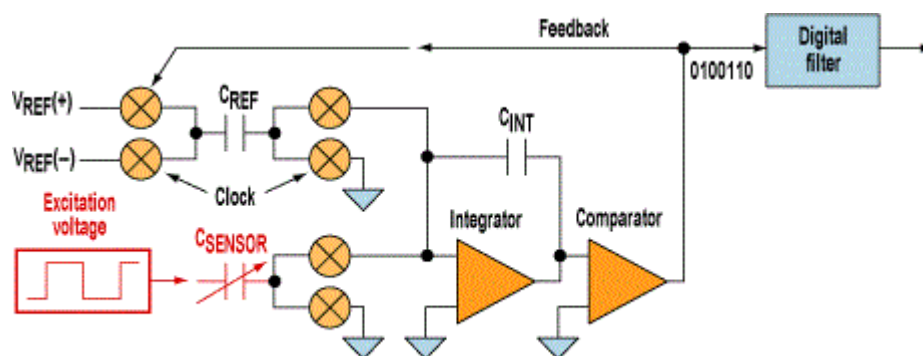 Feedback
Digital
filter
0100110
VREF(+)
CREF
VREF(−)
CINT
Clock
Excitation
voltage
CSENSOR
Integrator
Comparator